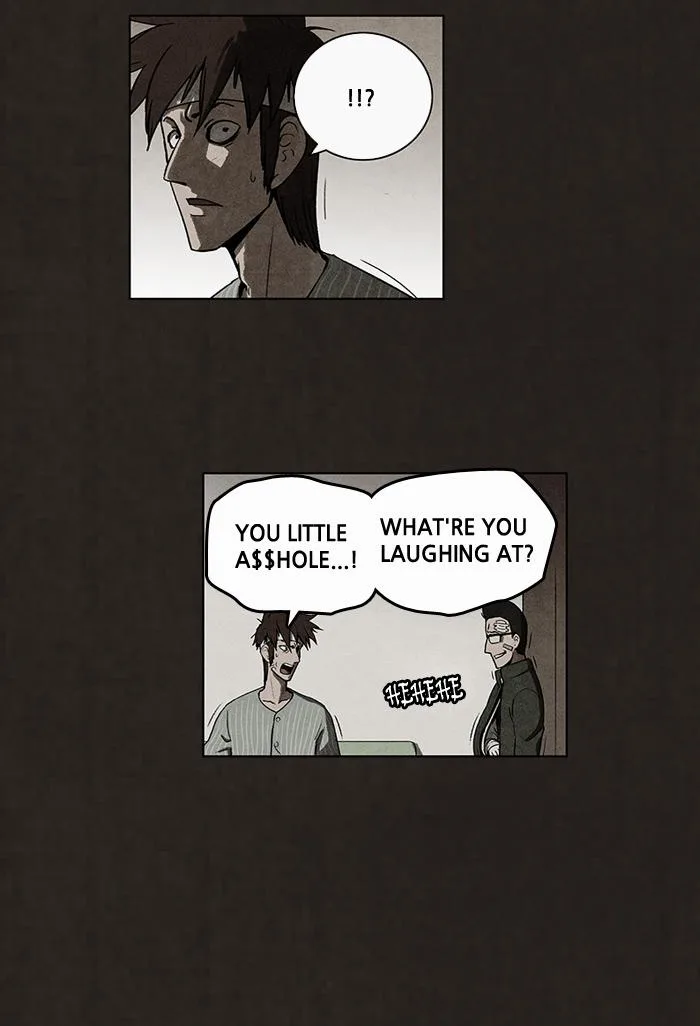 !!?
YOU LITTLE
A$$HOLE...!
WHAT'RE YOU
LAUGHING AT?
HEHEHE